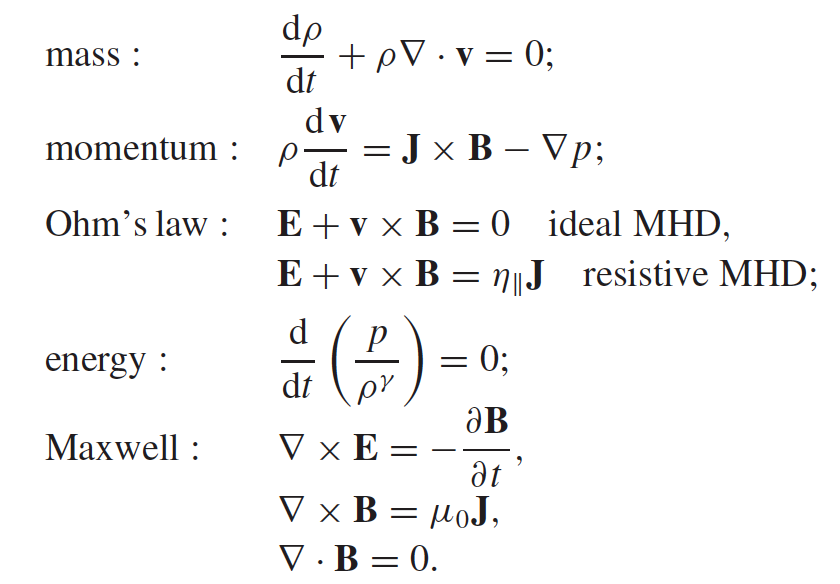 mass : dρ/dt + ρ∇ · v = 0;
momentum : ρ dv/dt = J × B − ∇p;
Ohm’s law : E + v × B = 0 ideal MHD,
E + v × B = η∥J resistive MHD;
energy : d/dt (p/ρ^γ) = 0;
Maxwell : ∇ × E = −∂B/∂t,
∇ × B = μ₀J,
∇ · B = 0.